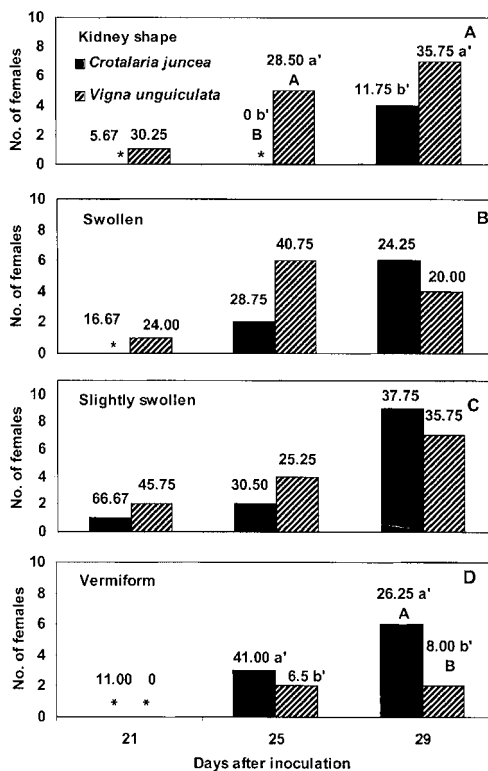 10
8
6
4
2
0
No. of females
Kidney shape
A
Crotalaria juncea
Vigna unguiculata
5.67 30.25
*
28.50 a'
A
0 b'
B
*
11.75 b'
35.75 a'
10
8
6
4
2
0
No. of females
Swollen
B
16.67 24.00
*
28.75 40.75
24.25 20.00
10
8
6
4
2
0
No. of females
Slightly swollen
C
66.67 45.75
30.50 25.25
37.75 35.75
10
8
6
4
2
0
No. of females
Vermiform
D
11.00 0
* *
41.00 a' 6.5 b'
26.25 a'
A
8.00 b'
B
21 25 29
Days after inoculation